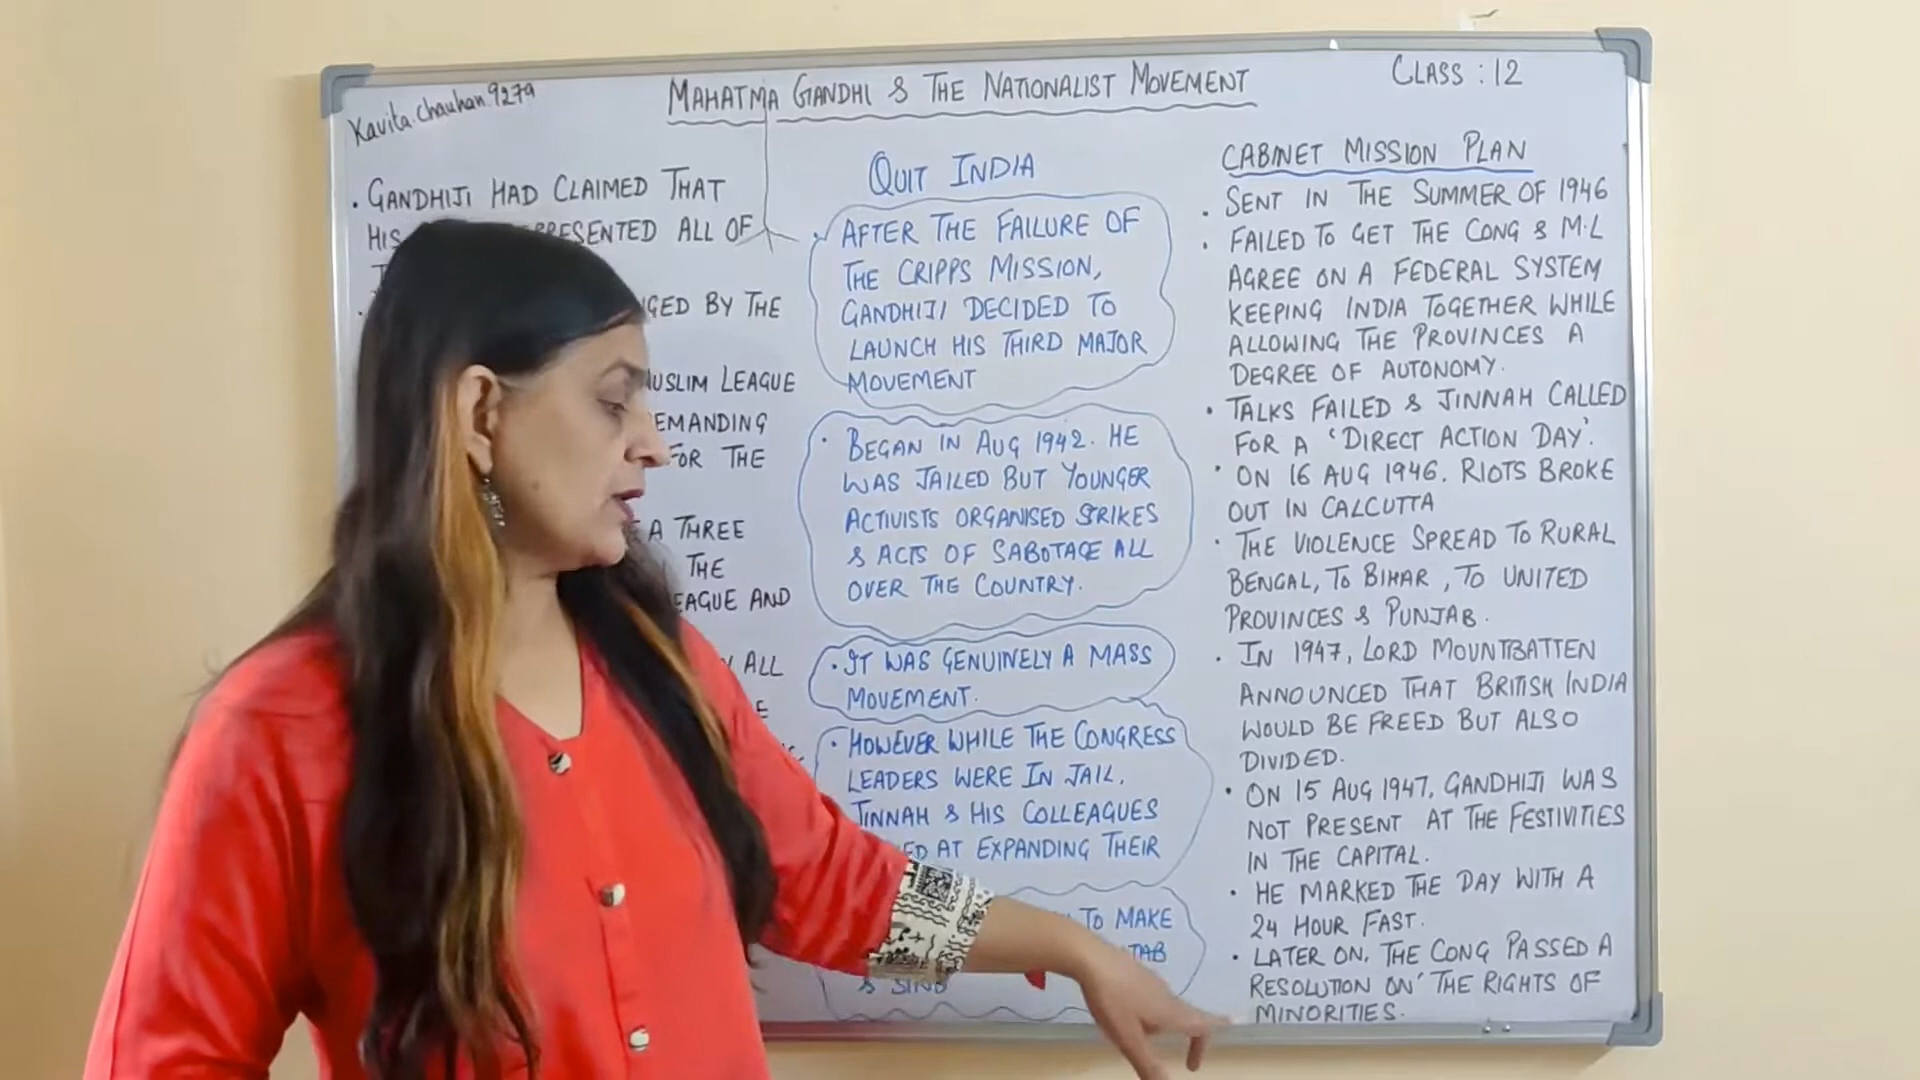 Kavita.chauhan.9279
MAHATMA GANDHI & THE NATIONALIST MOVEMENT
CLASS : 12
• GANDHIJI HAD CLAIMED THAT
HIS ALL OF
BY THE
MUSLIM LEAGUE
DEMANDING
FOR THE
A THREE
THE
LEAGUE AND
ALL
QUIT INDIA
• AFTER THE FAILURE OF
THE CRIPPS MISSION,
GANDHIJI DECIDED TO
LAUNCH HIS THIRD MAJOR
MOVEMENT
• BEGAN IN AUG 1942. HE
WAS JAILED BUT YOUNGER
ACTIVISTS ORGANISED SRIKES
& ACTS OF SABOTAGE ALL
OVER THE COUNTRY.
• IT WAS GENUINELY A MASS
MOVEMENT.
• HOWEVER WHILE THE CONGRESS
LEADERS WERE IN JAIL,
JINNAH & HIS COLLEAGUES
AT EXPANDING THEIR
TO MAKE
& SIND
CABINET MISSION PLAN
• SENT IN THE SUMMER OF 1946
• FAILED TO GET THE CONG & M.L
AGREE ON A FEDERAL SYSTEM
KEEPING INDIA TOGETHER WHILE
ALLOWING THE PROVINCES A
DEGREE OF AUTONOMY.
• TALKS FAILED & JINNAH CALLED
FOR A 'DIRECT ACTION DAY'.
• ON 16 AUG 1946, RIOTS BROKE
OUT IN CALCUTTA
• THE VIOLENCE SPREAD TO RURAL
BENGAL, TO BIHAR, TO UNITED
PROVINCES & PUNJAB.
• IN 1947, LORD MOUNTBATTEN
ANNOUNCED THAT BRITISH INDIA
WOULD BE FREED BUT ALSO
DIVIDED.
• ON 15 AUG 1947, GANDHIJI WAS
NOT PRESENT AT THE FESTIVITIES
IN THE CAPITAL.
• HE MARKED THE DAY WITH A
24 HOUR FAST.
• LATER ON, THE CONG PASSED A
RESOLUTION ON' THE RIGHTS OF
MINORITIES.